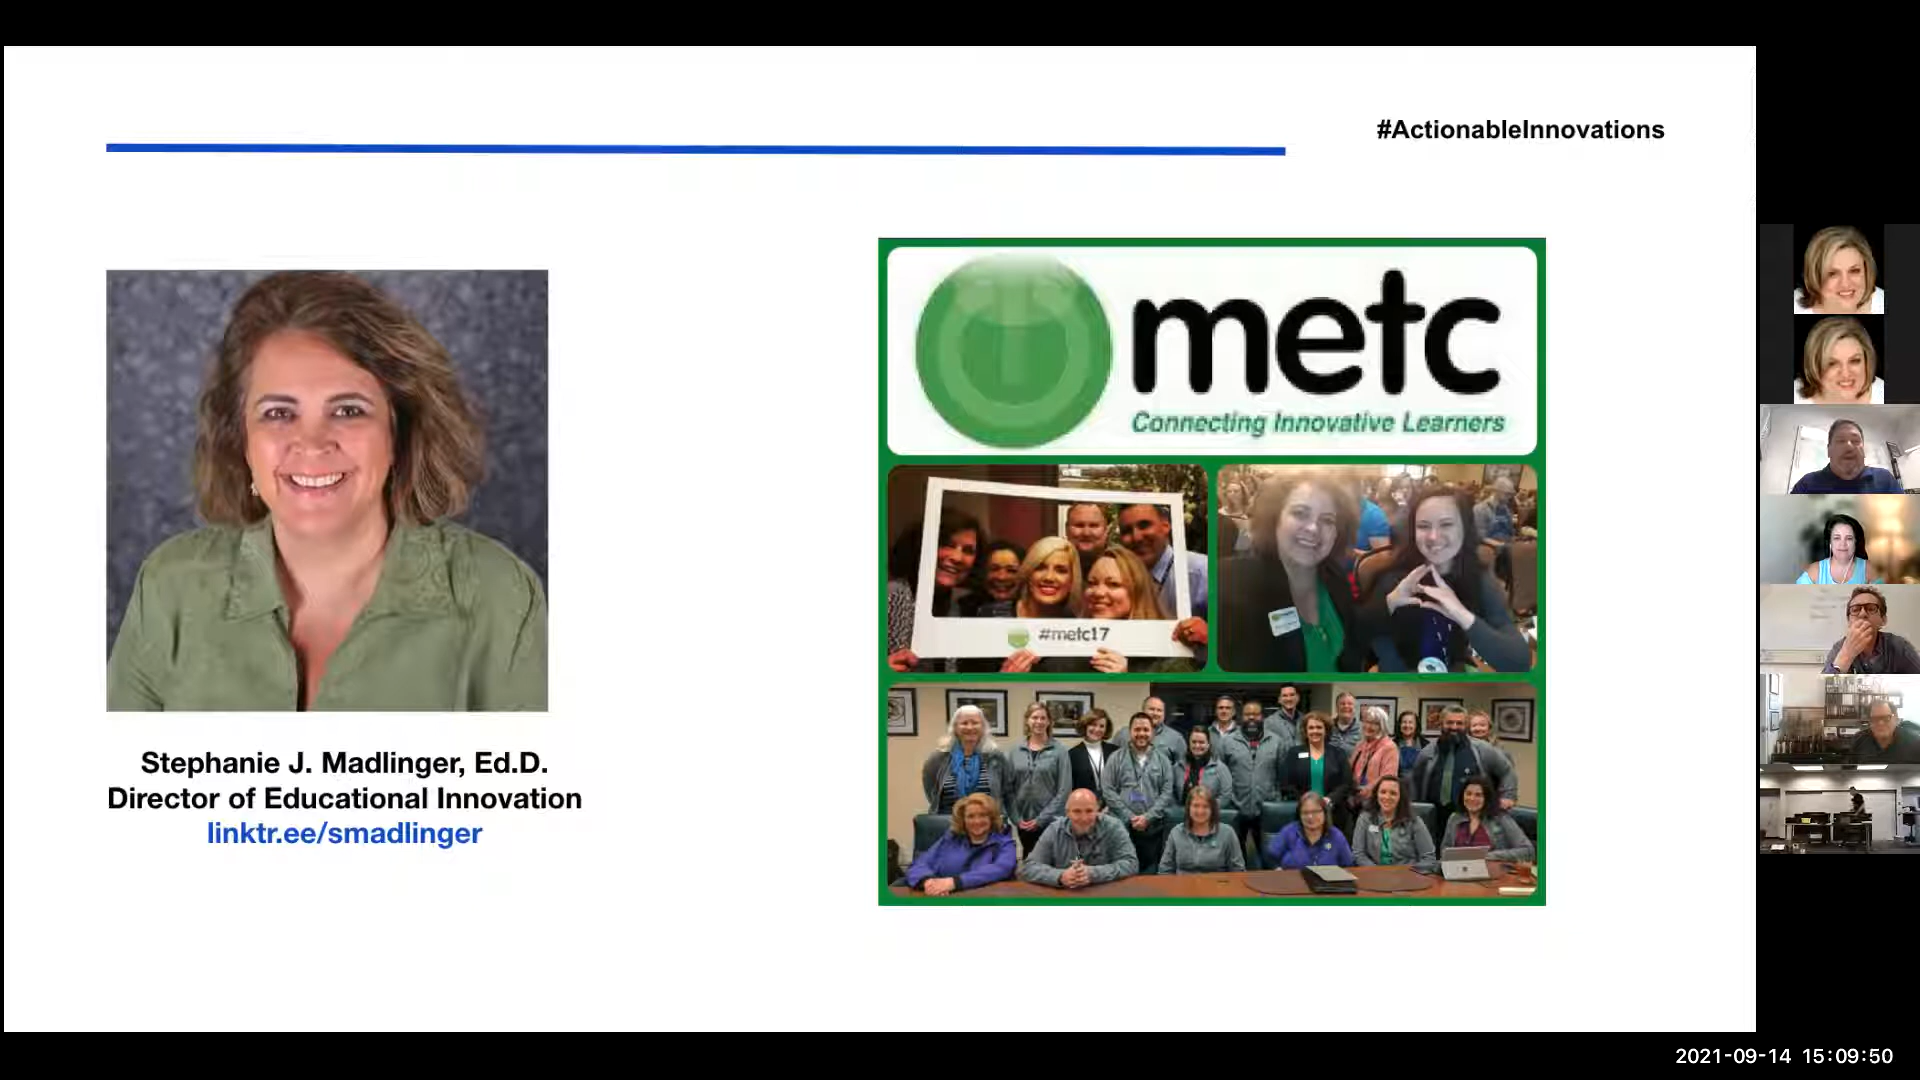 #ActionableInnovations
metc
Connecting Innovative Learners
#metc17
Stephanie J. Madlinger, Ed.D.
Director of Educational Innovation
linktr.ee/smadlinger
2021-09-14 15:09:50